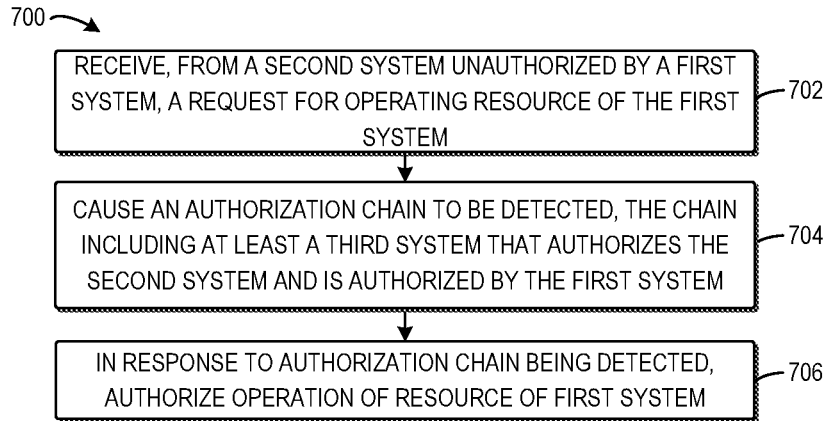 700
RECEIVE, FROM A SECOND SYSTEM UNAUTHORIZED BY A FIRST
SYSTEM, A REQUEST FOR OPERATING RESOURCE OF THE FIRST
SYSTEM
702
CAUSE AN AUTHORIZATION CHAIN TO BE DETECTED, THE CHAIN
INCLUDING AT LEAST A THIRD SYSTEM THAT AUTHORIZES THE
SECOND SYSTEM AND IS AUTHORIZED BY THE FIRST SYSTEM
704
IN RESPONSE TO AUTHORIZATION CHAIN BEING DETECTED,
AUTHORIZE OPERATION OF RESOURCE OF FIRST SYSTEM
706